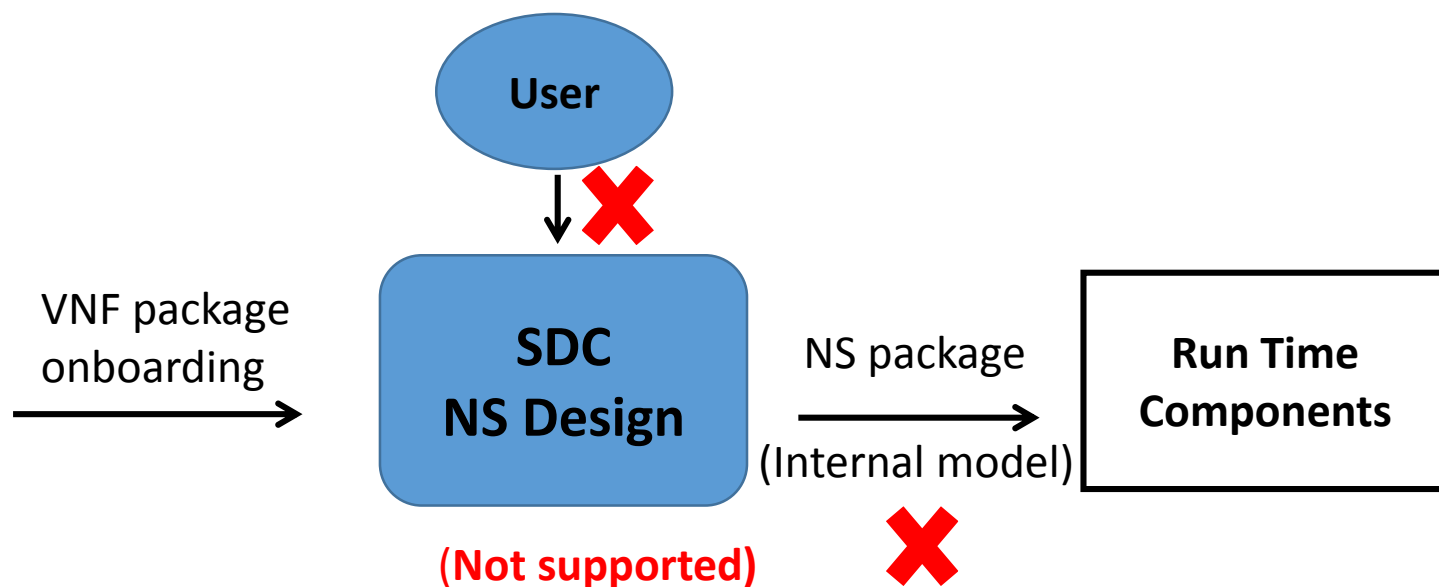 User
VNF package
onboarding
SDC
NS Design
NS package
(Internal model)
Run Time
Components
(Not supported)